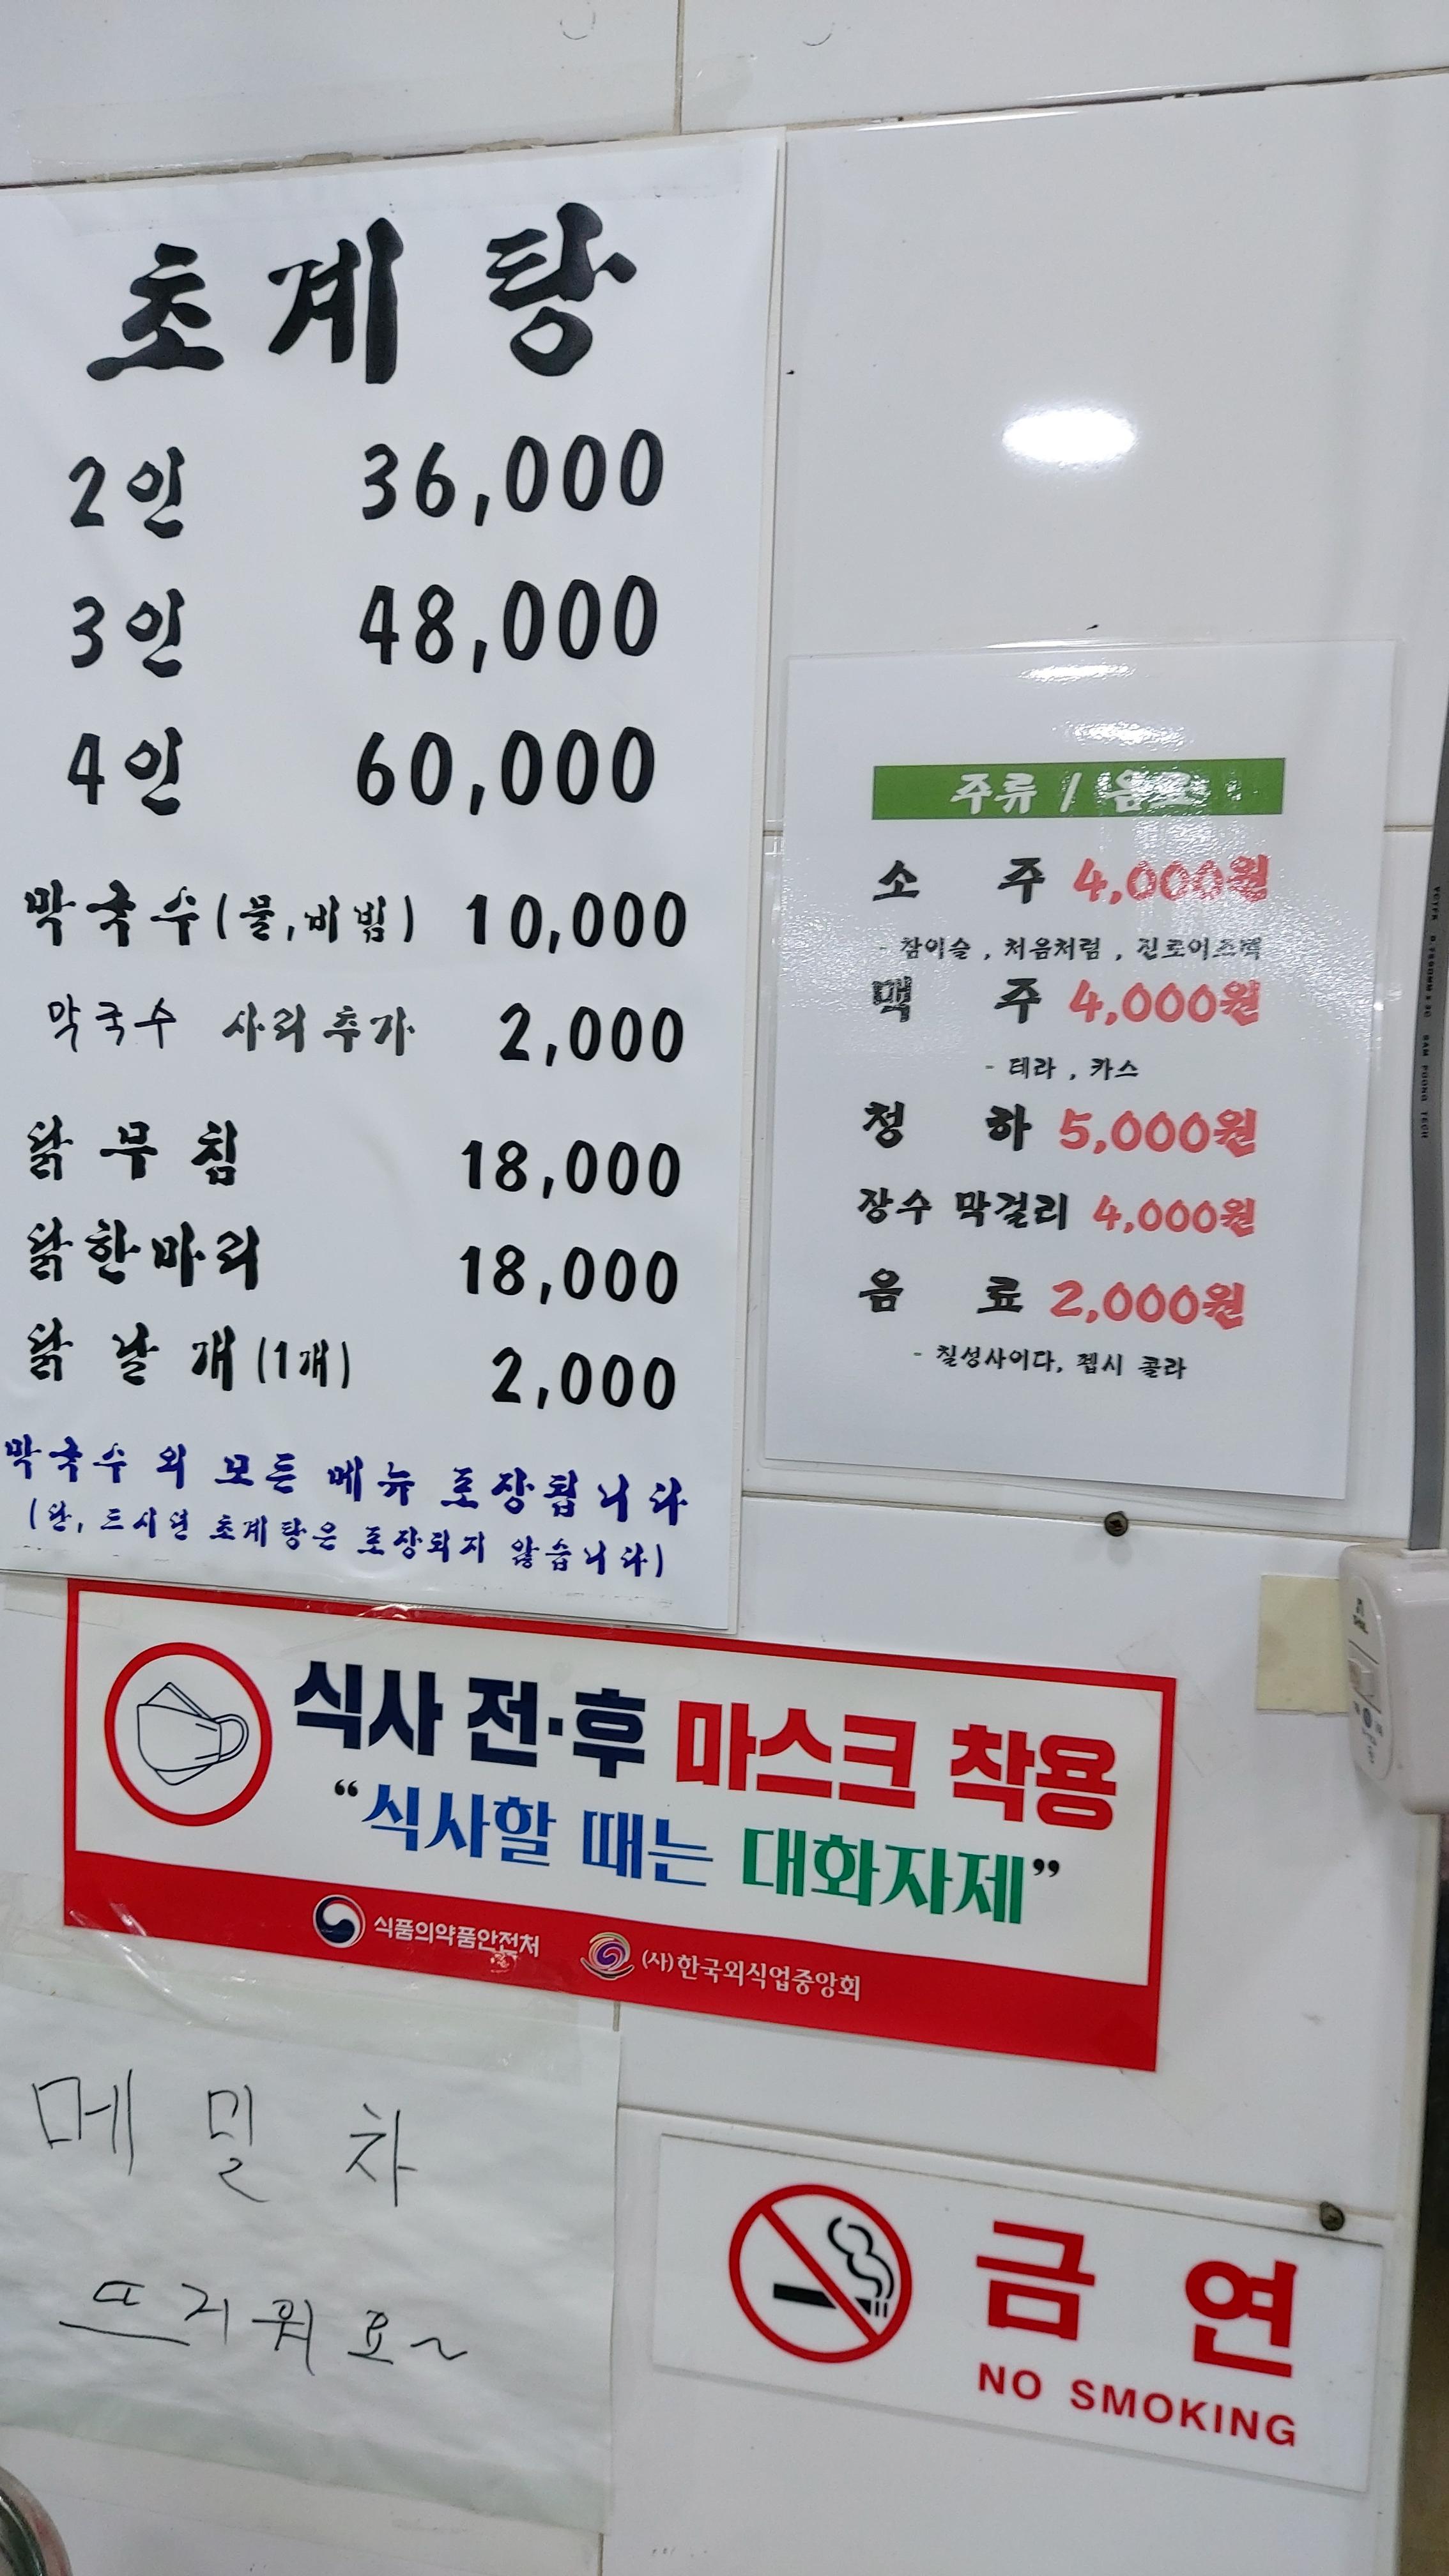 초계탕
2인 36,000
3인 48,000
4인 60,000
막국수(물,비빔) 10,000
막국수 사리추가 2,000
닭무침 18,000
닭한마리 18,000
닭날개(1개) 2,000
막국수 외 모든 메뉴 포장됩니다
(단, 드시던 초계탕은 포장되지 않습니다)
주류 / 음료
소주 4,000원
- 참이슬, 처음처럼, 진로이즈백
맥주 4,000원
- 테라, 카스
청하 5,000원
장수 막걸리 4,000원
음료 2,000원
- 칠성사이다, 펩시 콜라
식사 전·후 마스크 착용
“식사할 때는 대화자제”
식품의약품안전처 (사)한국외식업중앙회
메밀차
뜨거워요~
금연
NO SMOKING